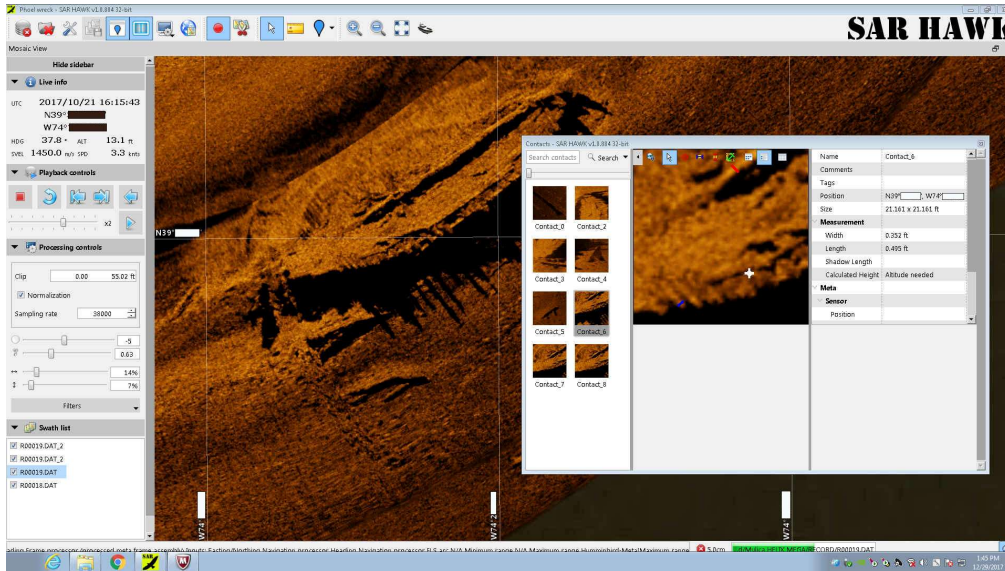 Phoel wreck - SAR HAWK v1.8.884 32-bit
SAR HAWK
Mosaic View
Hide sidebar
Live info
UTC 2017/10/21 16:15:43
N39°
W74°
HDG 37.8 ° ALT 13.1 ft
SVEL 1450.0 m/s SPD 3.3 knts
Playback controls
x2
Processing controls
Clip 0.00 55.02 ft
Normalization
Sampling rate 38000
-5
0.63
14%
7%
Filters
Swath list
R00019.DAT_2
R00019.DAT_2
R00019.DAT
R00018.DAT
N39°
W74°
W74°2
W74°
Contacts - SAR HAWK v1.8.884 32-bit
Search contacts Search
Contact_0 Contact_2
Contact_3 Contact_4
Contact_5 Contact_6
Contact_7 Contact_8
Name Contact_6
Comments
Tags
Position N39° , W74°
Size 21.161 x 21.161 ft
Measurement
Width 0.352 ft
Length 0.495 ft
Shadow Length
Calculated Height Altitude needed
Meta
Sensor
Position
5.0cm
1:45 PM
12/29/2017